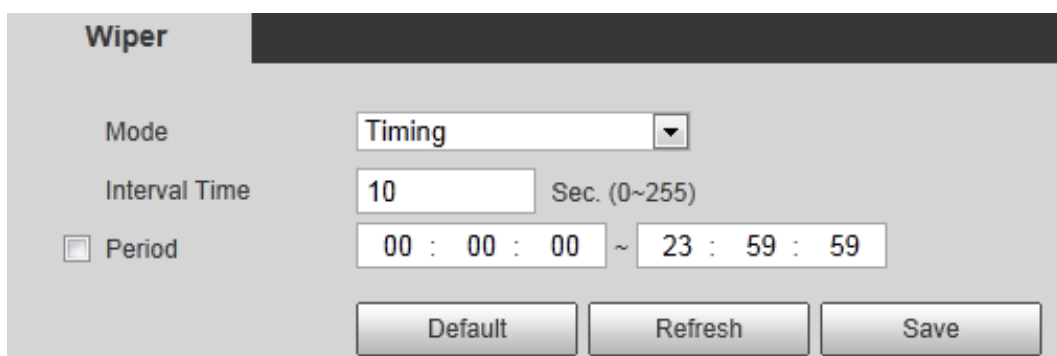 Wiper
Mode Timing
Interval Time 10 Sec. (0~255)
Period 00 : 00 : 00 ~ 23 : 59 : 59
Default Refresh Save